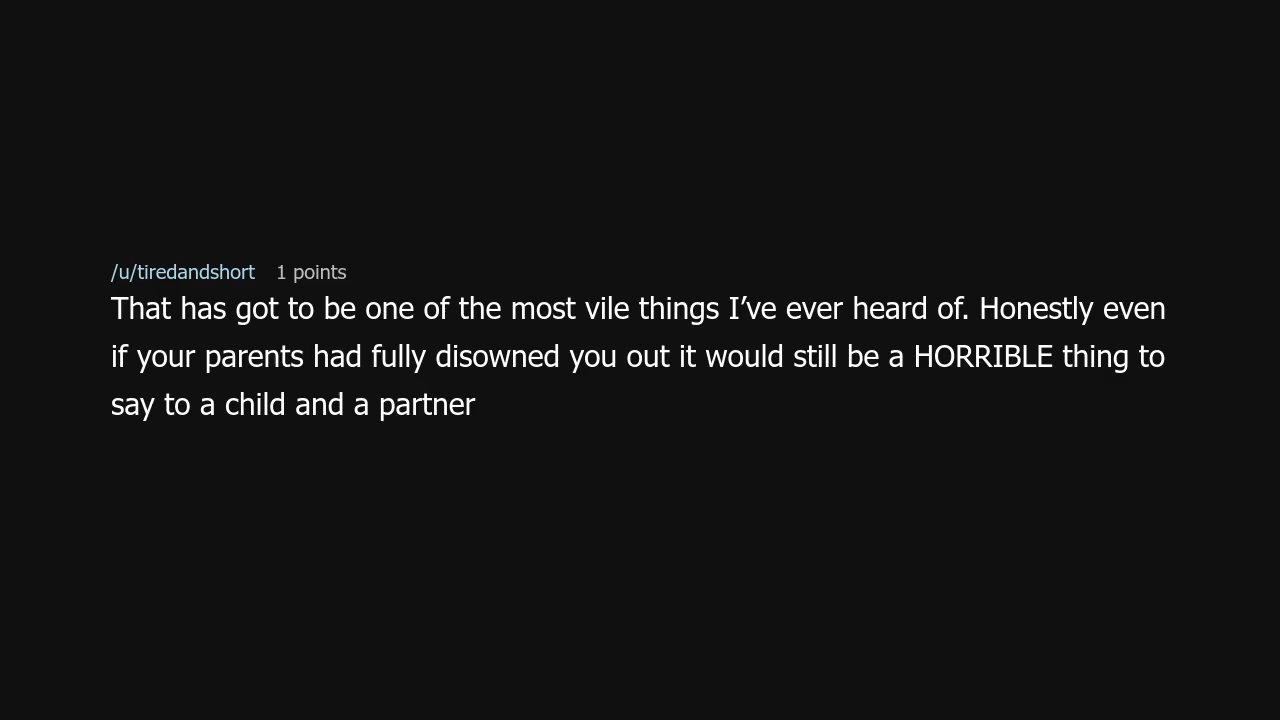 /u/tiredandshort 1 points
That has got to be one of the most vile things I’ve ever heard of. Honestly even
if your parents had fully disowned you out it would still be a HORRIBLE thing to
say to a child and a partner